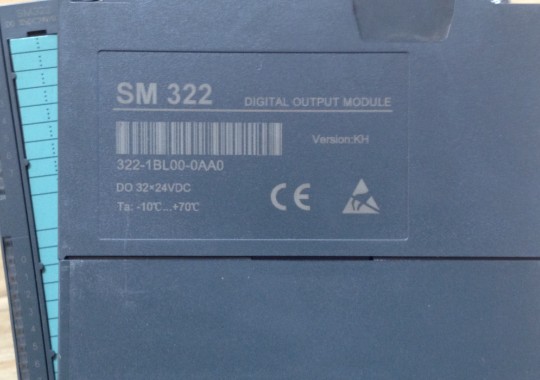 SM 322 DIGITAL OUTPUT MODULE
Version:KH
322-1BL00-0AA0
DO 32×24VDC
Ta: -10℃...+70℃
CE